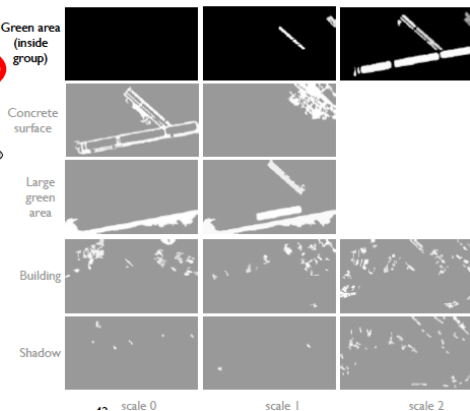 Green area
(inside
group)
Concrete
surface
Large
green
area
Building
Shadow
scale 0
scale 1
scale 2